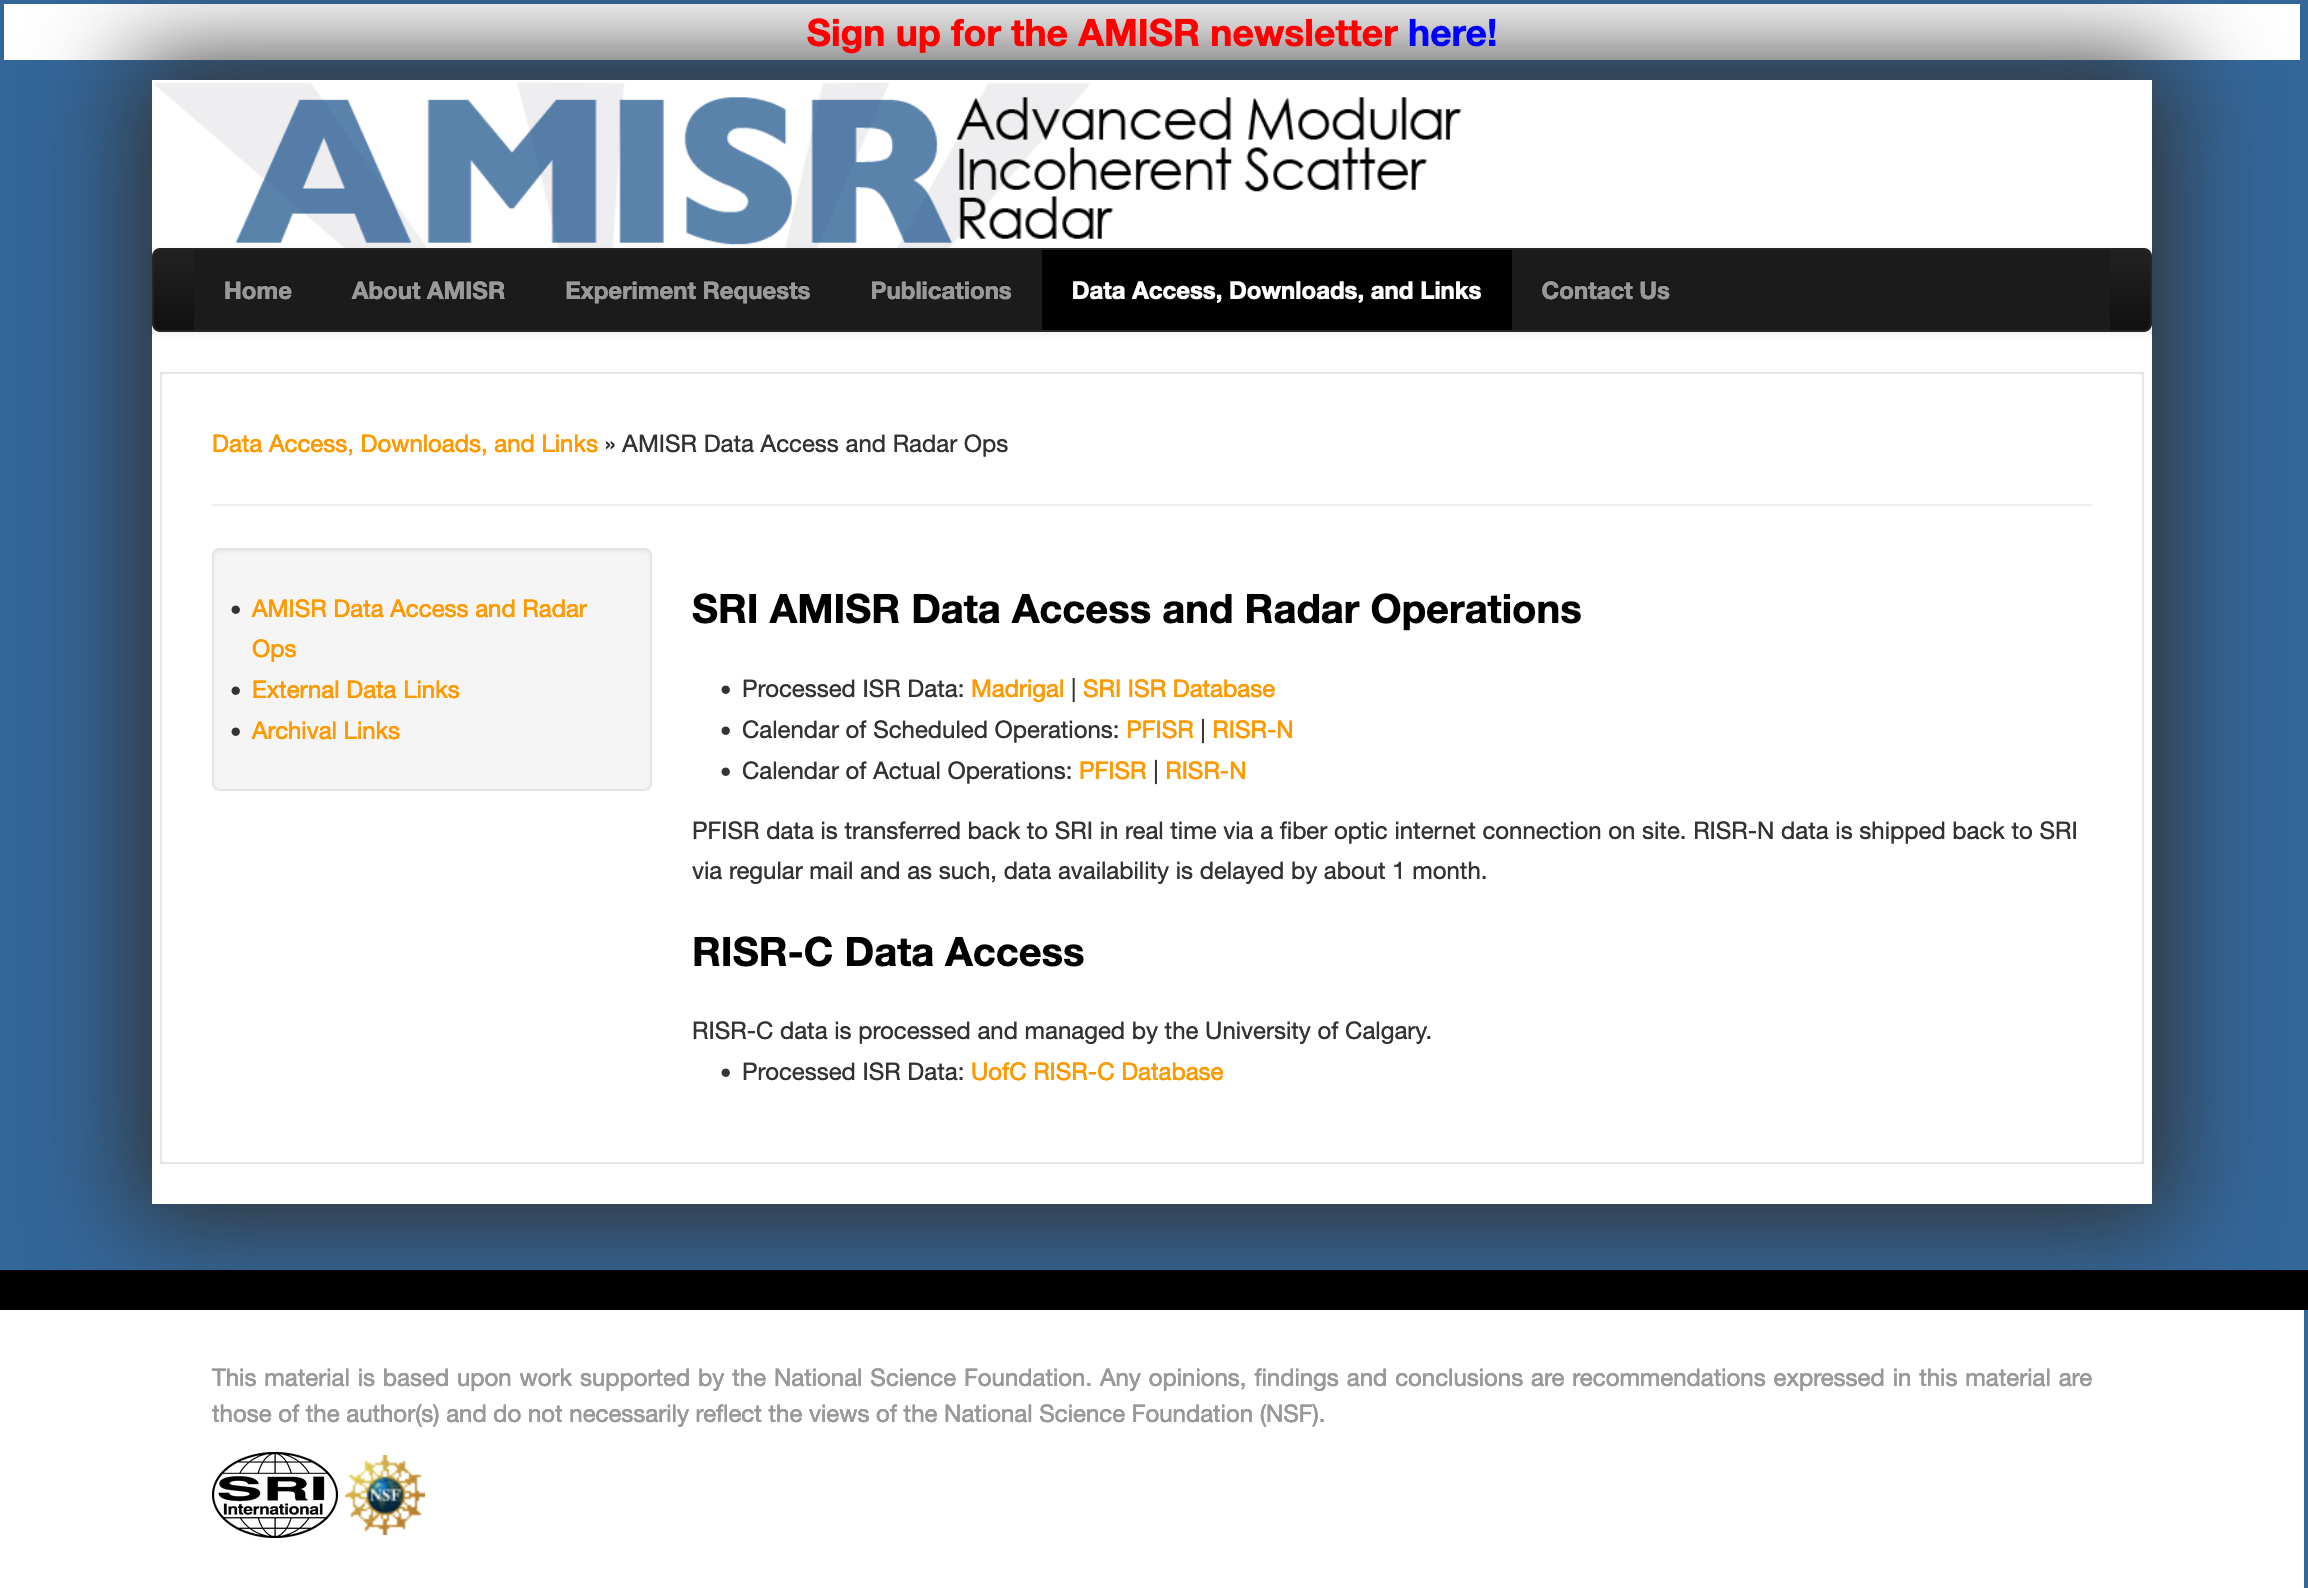 Sign up for the AMISR newsletter here!
AMISR
Advanced Modular
Incoherent Scatter
Radar
Home About AMISR Experiment Requests Publications Data Access, Downloads, and Links Contact Us
Data Access, Downloads, and Links » AMISR Data Access and Radar Ops
• AMISR Data Access and Radar
Ops
• External Data Links
• Archival Links
SRI AMISR Data Access and Radar Operations
• Processed ISR Data: Madrigal | SRI ISR Database
• Calendar of Scheduled Operations: PFISR | RISR-N
• Calendar of Actual Operations: PFISR | RISR-N
PFISR data is transferred back to SRI in real time via a fiber optic internet connection on site. RISR-N data is shipped back to SRI
via regular mail and as such, data availability is delayed by about 1 month.
RISR-C Data Access
RISR-C data is processed and managed by the University of Calgary.
• Processed ISR Data: UofC RISR-C Database
This material is based upon work supported by the National Science Foundation. Any opinions, findings and conclusions are recommendations expressed in this material are
those of the author(s) and do not necessarily reflect the views of the National Science Foundation (NSF).
SRI
International
NSF